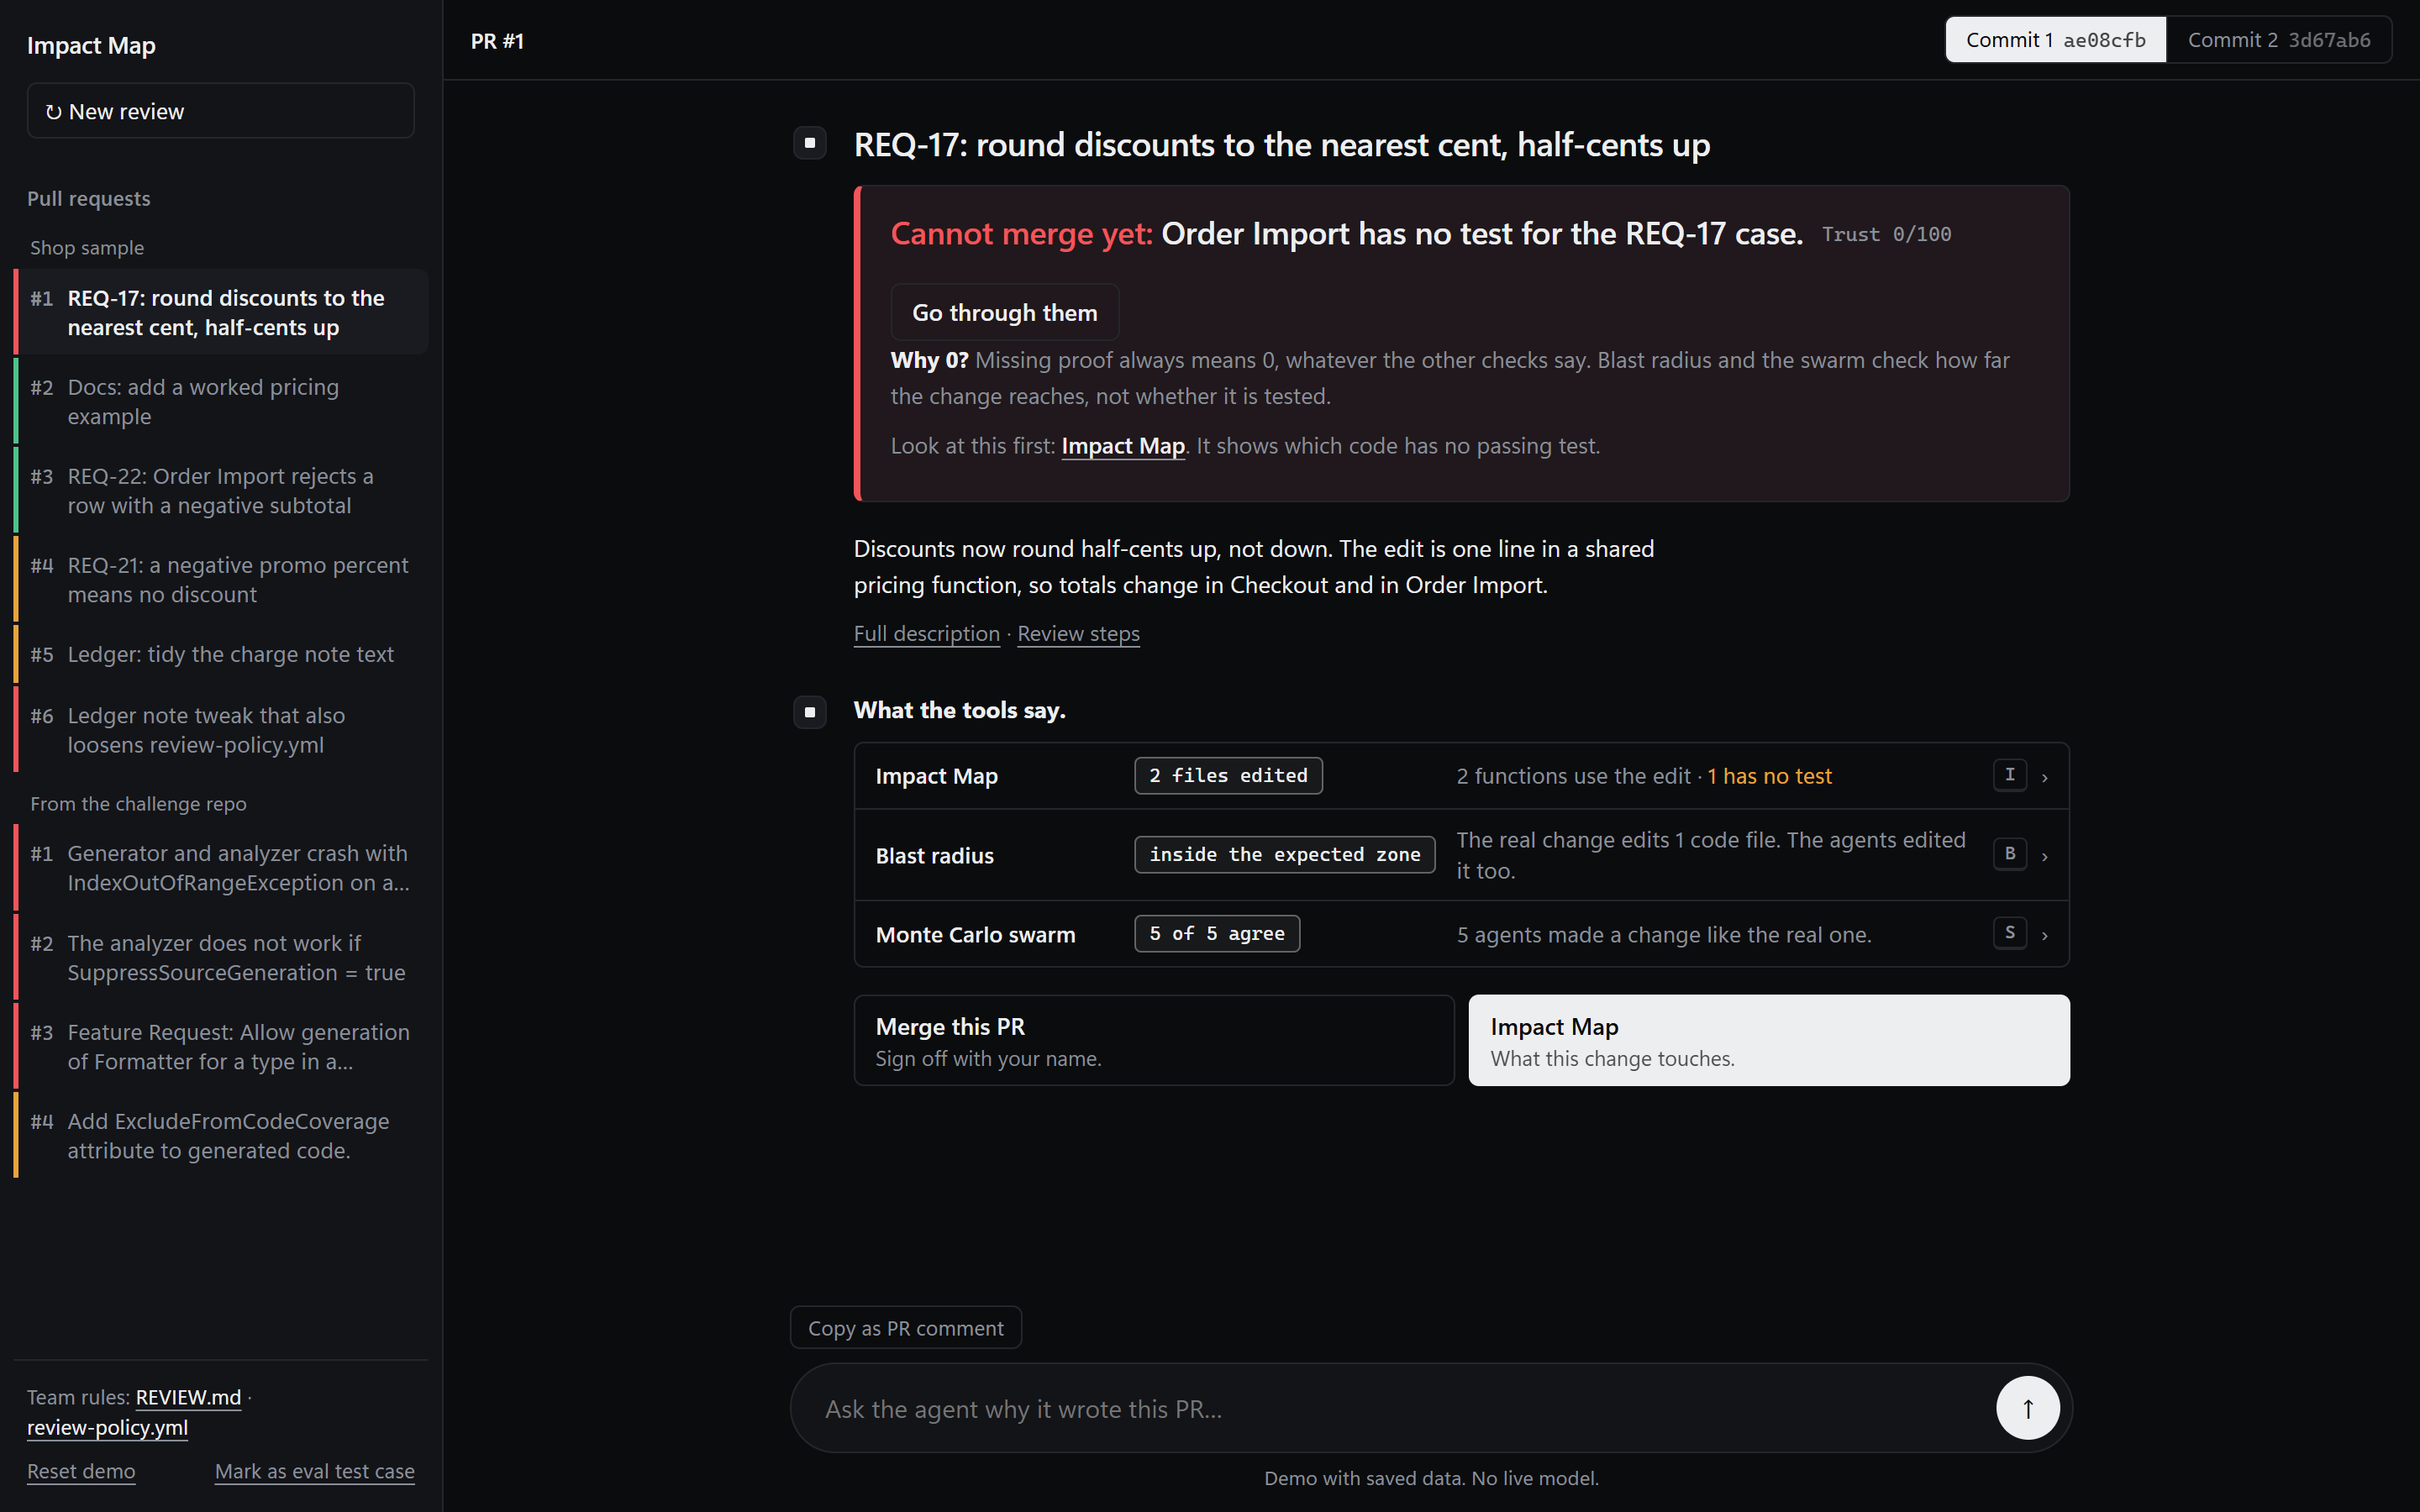 Impact Map
↻ New review
Pull requests
Shop sample
#1 REQ-17: round discounts to the
nearest cent, half-cents up
#2 Docs: add a worked pricing
example
#3 REQ-22: Order Import rejects a
row with a negative subtotal
#4 REQ-21: a negative promo percent
means no discount
#5 Ledger: tidy the charge note text
#6 Ledger note tweak that also
loosens review-policy.yml
From the challenge repo
#1 Generator and analyzer crash with
IndexOutOfRangeException on a...
#2 The analyzer does not work if
SuppressSourceGeneration = true
#3 Feature Request: Allow generation
of Formatter for a type in a...
#4 Add ExcludeFromCodeCoverage
attribute to generated code.
Team rules: REVIEW.md ·
review-policy.yml
Reset demo Mark as eval test case
PR #1
Commit 1 ae08cfb Commit 2 3d67ab6
REQ-17: round discounts to the nearest cent, half-cents up
Cannot merge yet: Order Import has no test for the REQ-17 case. Trust 0/100
Go through them
Why 0? Missing proof always means 0, whatever the other checks say. Blast radius and the swarm check how far
the change reaches, not whether it is tested.
Look at this first: Impact Map. It shows which code has no passing test.
Discounts now round half-cents up, not down. The edit is one line in a shared
pricing function, so totals change in Checkout and in Order Import.
Full description · Review steps
What the tools say.
Impact Map 2 files edited 2 functions use the edit · 1 has no test I ›
Blast radius inside the expected zone The real change edits 1 code file. The agents edited
it too. B ›
Monte Carlo swarm 5 of 5 agree 5 agents made a change like the real one. S ›
Merge this PR
Sign off with your name.
Impact Map
What this change touches.
Copy as PR comment
Ask the agent why it wrote this PR...
↑
Demo with saved data. No live model.